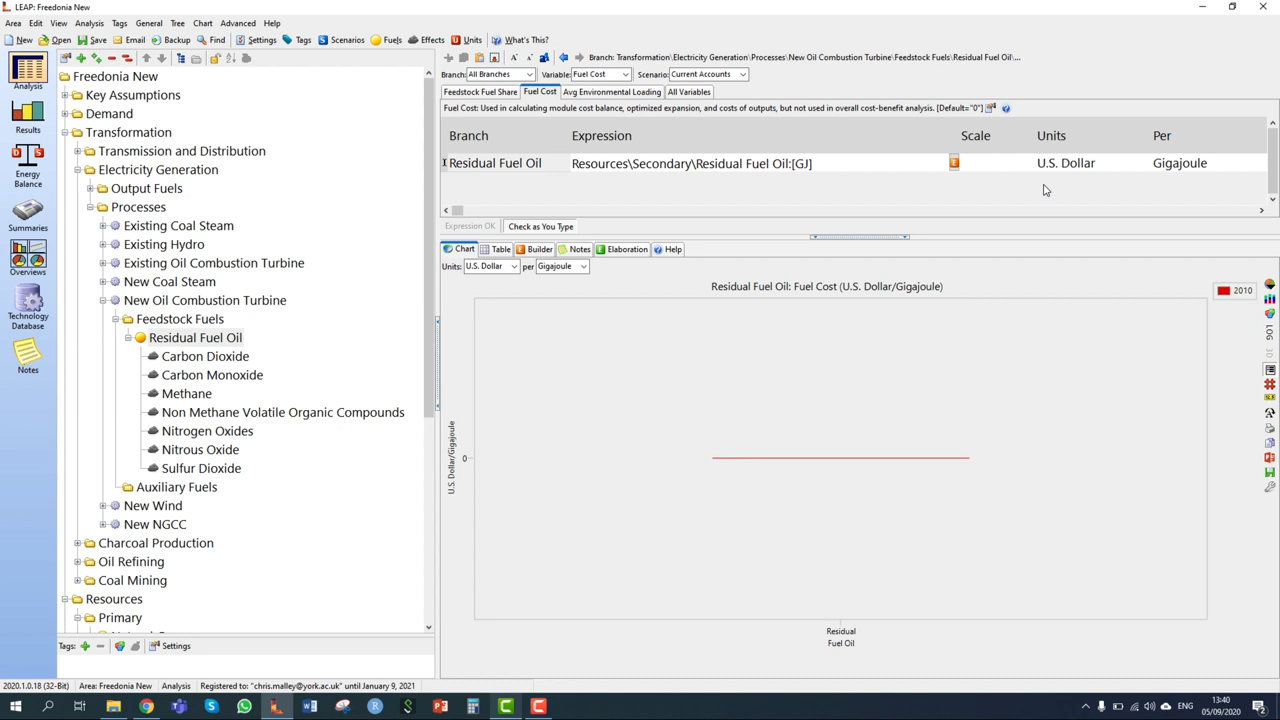 LEAP: Freedonia New
Area Edit View Analysis Tags General Tree Chart Advanced Help
New Open Save Email Backup Find Settings Tags Scenarios Fuels Effects Units What's This?
Analysis
Results
Energy
Balance
Summaries
Overviews
Technology
Database
Notes
Freedonia New
Key Assumptions
Demand
Transformation
Transmission and Distribution
Electricity Generation
Output Fuels
Processes
Existing Coal Steam
Existing Hydro
Existing Oil Combustion Turbine
New Coal Steam
New Oil Combustion Turbine
Feedstock Fuels
Residual Fuel Oil
Carbon Dioxide
Carbon Monoxide
Methane
Non Methane Volatile Organic Compounds
Nitrogen Oxides
Nitrous Oxide
Sulfur Dioxide
Auxiliary Fuels
New Wind
New NGCC
Charcoal Production
Oil Refining
Coal Mining
Resources
Primary
Tags: Settings
Branch: Transformation\Electricity Generation\Processes\New Oil Combustion Turbine\Feedstock Fuels\Residual Fuel Oil\...
Branch: All Branches Variable: Fuel Cost Scenario: Current Accounts
Feedstock Fuel Share Fuel Cost Avg Environmental Loading All Variables
Fuel Cost: Used in calculating module cost balance, optimized expansion, and costs of outputs, but not used in overall cost-benefit analysis. [Default="0"]
Branch Expression Scale Units Per
Residual Fuel Oil Resources\Secondary\Residual Fuel Oil:[GJ] E U.S. Dollar Gigajoule
Expression OK Check as You Type
Chart Table Builder Notes Elaboration Help
Units: U.S. Dollar per Gigajoule
Residual Fuel Oil: Fuel Cost (U.S. Dollar/Gigajoule)
2010
LOG
U.S. Dollar/Gigajoule
0
Residual
Fuel Oil
2020.1.0.18 (32-Bit) Area: Freedonia New Analysis Registered to: "chris.malley@york.ac.uk" until January 9, 2021
13:40
05/09/2020